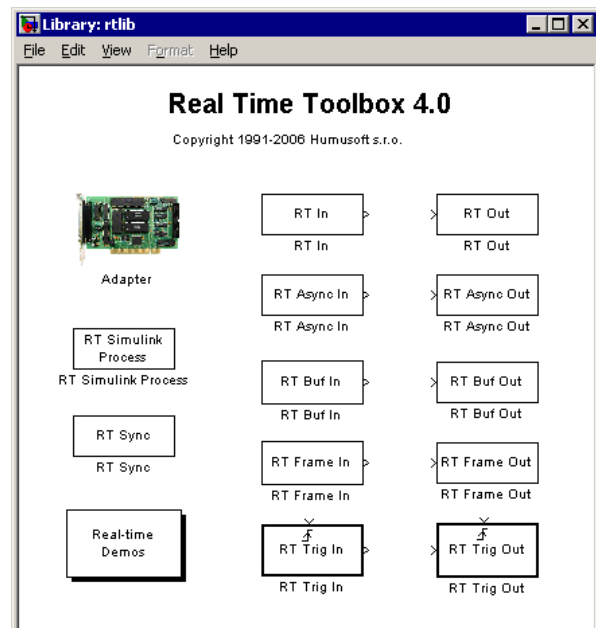 Library: rtlib
File Edit View Format Help
Real Time Toolbox 4.0
Copyright 1991-2006 Humusoft s.r.o.
Adapter
RT Simulink
Process
RT Simulink Process
RT Sync
RT Sync
Real-time
Demos
RT In
RT In
RT Async In
RT Async In
RT Buf In
RT Buf In
RT Frame In
RT Frame In
RT Trig In
RT Trig In
RT Out
RT Out
RT Async Out
RT Async Out
RT Buf Out
RT Buf Out
RT Frame Out
RT Frame Out
RT Trig Out
RT Trig Out